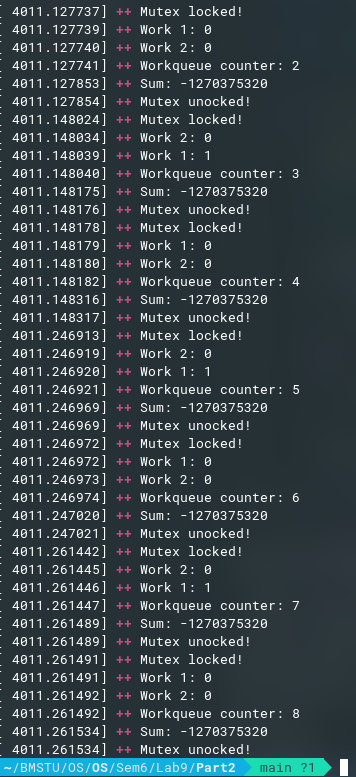 [ 4011.127737] ++ Mutex locked!
[ 4011.127739] ++ Work 1: 0
[ 4011.127740] ++ Work 2: 0
[ 4011.127741] ++ Workqueue counter: 2
[ 4011.127853] ++ Sum: -1270375320
[ 4011.127854] ++ Mutex unocked!
[ 4011.148024] ++ Mutex locked!
[ 4011.148034] ++ Work 2: 0
[ 4011.148039] ++ Work 1: 1
[ 4011.148040] ++ Workqueue counter: 3
[ 4011.148175] ++ Sum: -1270375320
[ 4011.148176] ++ Mutex unocked!
[ 4011.148178] ++ Mutex locked!
[ 4011.148179] ++ Work 1: 0
[ 4011.148180] ++ Work 2: 0
[ 4011.148182] ++ Workqueue counter: 4
[ 4011.148316] ++ Sum: -1270375320
[ 4011.148317] ++ Mutex unocked!
[ 4011.246913] ++ Mutex locked!
[ 4011.246919] ++ Work 2: 0
[ 4011.246920] ++ Work 1: 1
[ 4011.246921] ++ Workqueue counter: 5
[ 4011.246969] ++ Sum: -1270375320
[ 4011.246969] ++ Mutex unocked!
[ 4011.246972] ++ Mutex locked!
[ 4011.246972] ++ Work 1: 0
[ 4011.246973] ++ Work 2: 0
[ 4011.246974] ++ Workqueue counter: 6
[ 4011.247020] ++ Sum: -1270375320
[ 4011.247021] ++ Mutex unocked!
[ 4011.261442] ++ Mutex locked!
[ 4011.261445] ++ Work 2: 0
[ 4011.261446] ++ Work 1: 1
[ 4011.261447] ++ Workqueue counter: 7
[ 4011.261489] ++ Sum: -1270375320
[ 4011.261489] ++ Mutex unocked!
[ 4011.261491] ++ Mutex locked!
[ 4011.261491] ++ Work 1: 0
[ 4011.261492] ++ Work 2: 0
[ 4011.261492] ++ Workqueue counter: 8
[ 4011.261534] ++ Sum: -1270375320
[ 4011.261534] ++ Mutex unocked!
~/BMSTU/OS/OS/Sem6/Lab9/Part2 main ?1